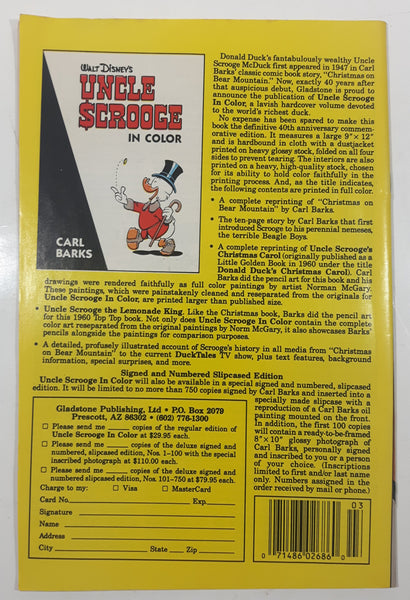 WALT DISNEY'S
UNCLE
$CROOGE
IN COLOR
CARL
BARKS
Donald Duck's fantabulously wealthy Uncle
Scrooge McDuck first appeared in 1947 in Carl
Barks' classic comic book story, "Christmas on
Bear Mountain." Now, exactly 40 years after
that auspicious debut, Gladstone is proud to
announce the publication of Uncle Scrooge
In Color, a lavish hardcover volume devoted
to the world's richest duck.
No expense has been spared to make this
book the definitive 40th anniversary commem-
orative edition. It measures a large 9" × 12"
and is hardbound in cloth with a dustjacket
printed on heavy glossy stock, folded on all four
sides to prevent tearing. The interiors are also
printed on a heavy, high-quality stock, chosen
for its ability to hold color faithfully in the
printing process. And, as the title indicates,
the following contents are printed in full color.
• A complete reprinting of "Christmas on
Bear Mountain" by Carl Barks.
• The ten-page story by Carl Barks that first
introduced Scrooge to his perennial nemeses,
the terrible Beagle Boys.
• A complete reprinting of Uncle Scrooge's
Christmas Carol (originally published as a
Little Golden Book in 1960 under the title
Donald Duck's Christmas Carol). Carl
Barks did the pencil art for this book and his
drawings were rendered faithfully as full color paintings by artist Norman McGary.
These paintings, which were painstakenly cleaned and reseparated from the originals for
Uncle Scrooge In Color, are printed larger than published size.
• Uncle Scrooge the Lemonade King. Like the Christmas book, Barks did the pencil art
for this 1960 Top Top book. Not only does Uncle Scrooge In Color contain the complete
color art reseparated from the original paintings by Norm McGary, it also showcases Barks'
pencils alongside the paintings for comparison purposes.
• A detailed, profusely illustrated account of Scrooge's history in all media from "Christmas
on Bear Mountain" to the current DuckTales TV show, plus text features, background
information, special surprises, and more.
Signed and Numbered Slipcased Edition
Uncle Scrooge In Color will also be available in a special signed and numbered, slipcased
edition. It will be limited to no more than 750 copies signed by Carl Barks and inserted into a
specially made slipcase with a
reproduction of a Carl Barks oil
painting mounted on the front.
In addition, the first 100 copies
will contain a ready-to-be-framed
8" × 10" glossy photograph of
Carl Barks, personally signed
and inscribed to you or a person
of your choice. (Inscriptions
limited to first and/or last name
only. Numbers assigned in the
order received by mail or phone.)
Gladstone Publishing, Ltd • P.O. Box 2079
Prescott, AZ 86302 • (602) 776-1300
□ Please send me ____ copies of the regular edition of
Uncle Scrooge In Color at $29.95 each.
□ Please send me ____ copies of the deluxe signed and
numbered, slipcased edition, Nos. 1–100 with the special
inscribed photograph at $110.00 each.
□ Please send me ____ copies of the deluxe signed and
numbered slipcased edition, Nos. 101–750 at $79.95 each.
Charge to my: □ Visa □ MasterCard
Card No. ____ Exp. ____
Signature ____
Name ____
Address ____
City ____ State ____ Zip ____
03
0 71486 02686 0